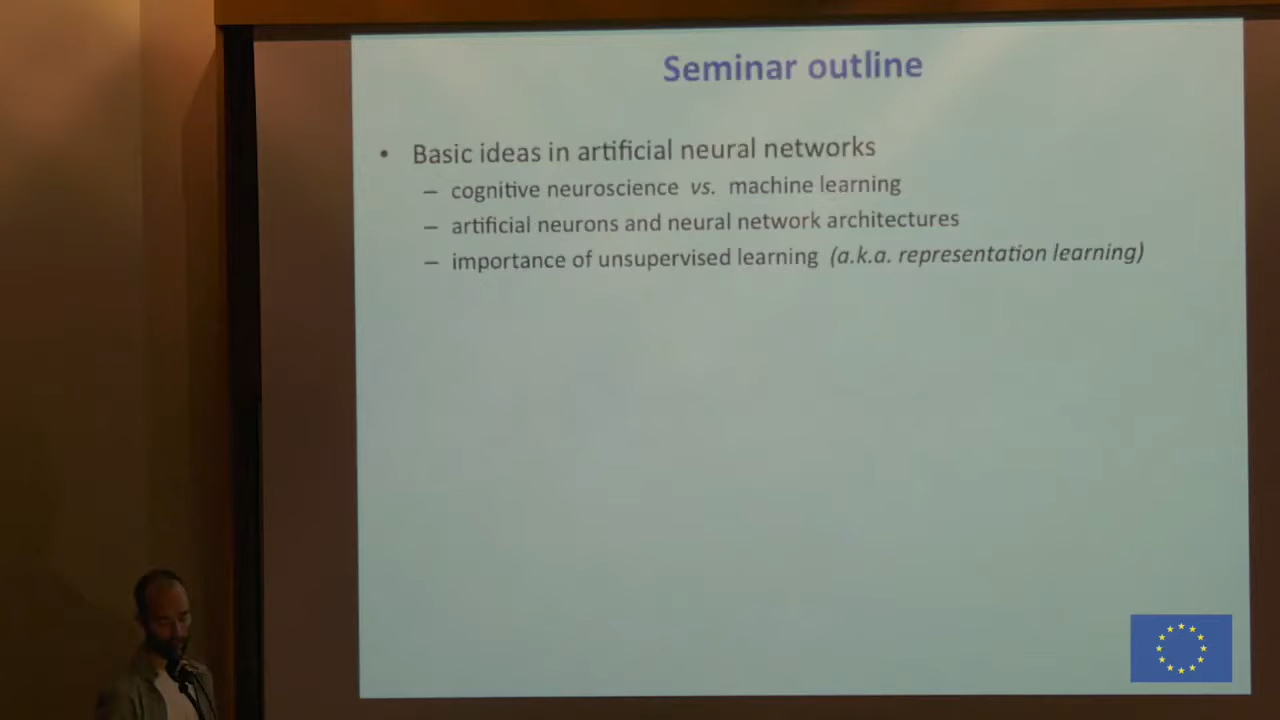 Seminar outline
• Basic ideas in artificial neural networks
– cognitive neuroscience vs. machine learning
– artificial neurons and neural network architectures
– importance of unsupervised learning (a.k.a. representation learning)